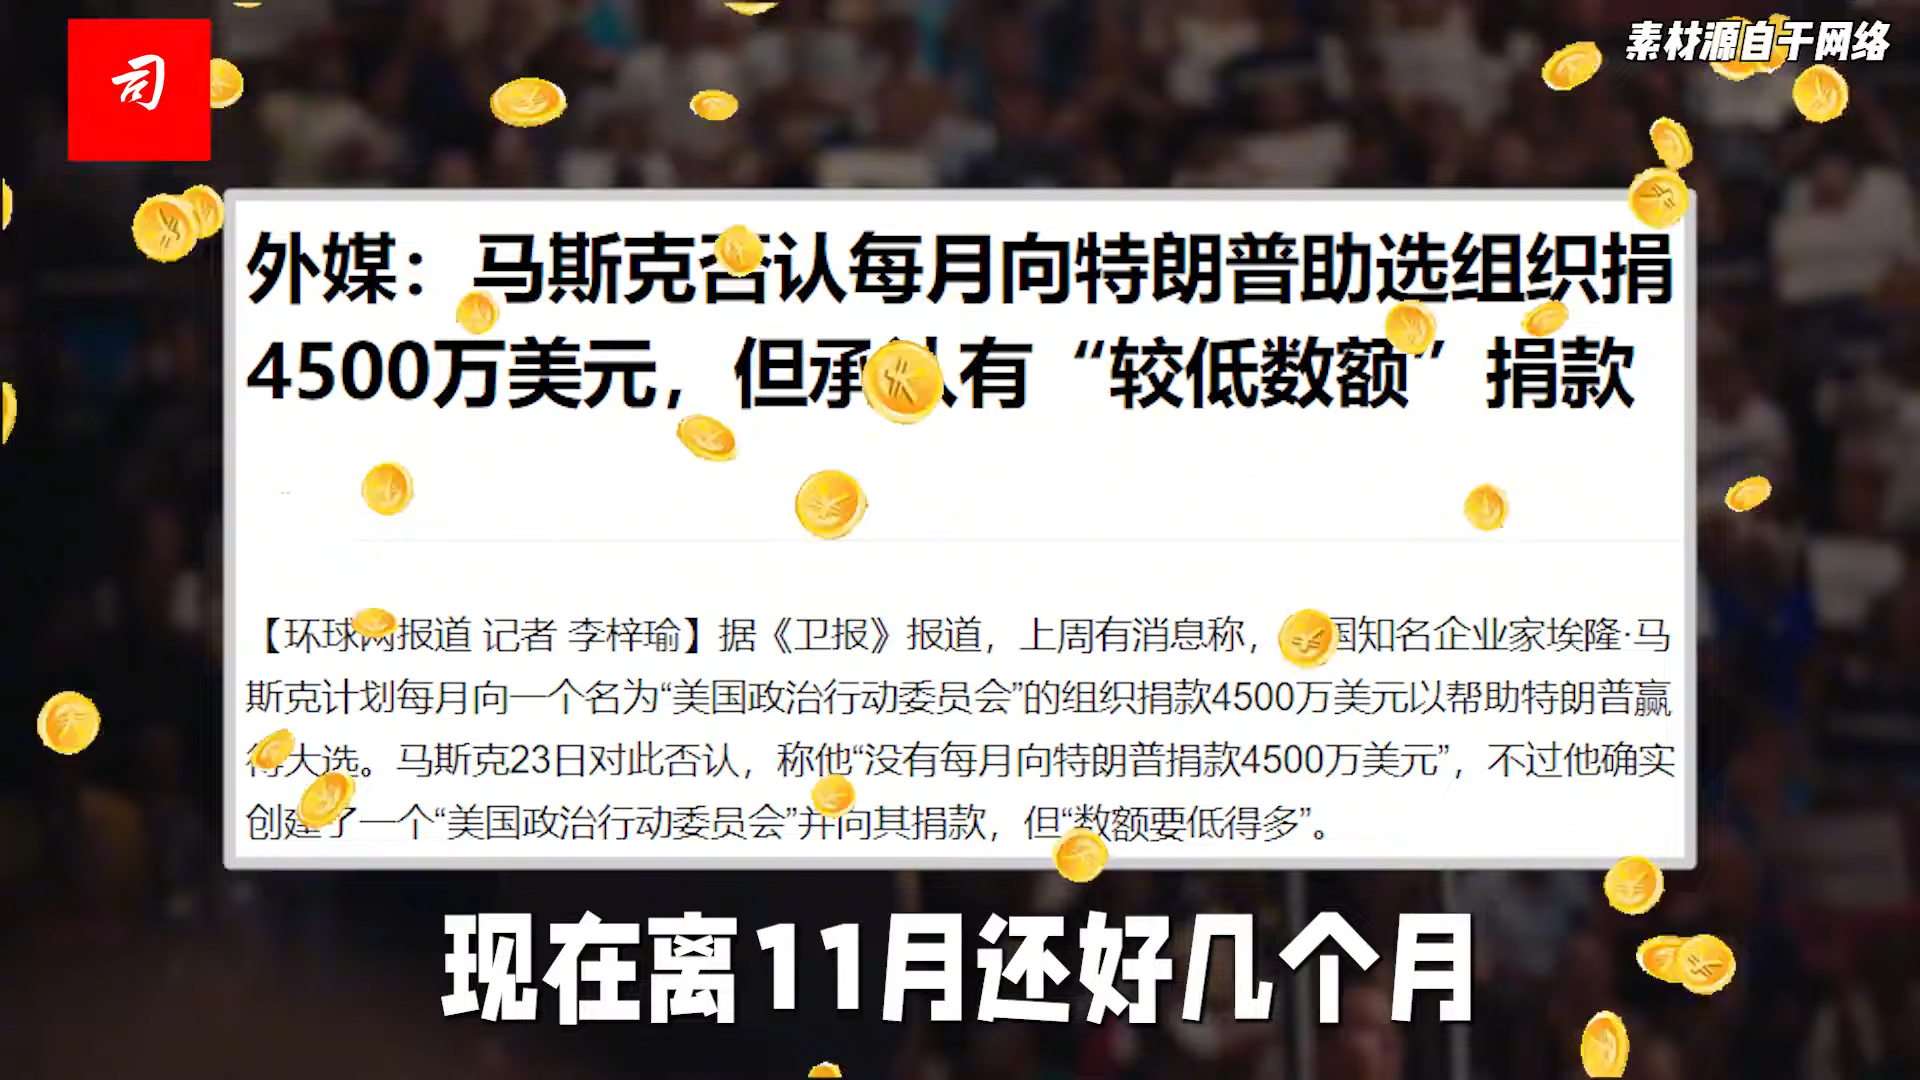 司
素材源自于网络
外媒：马斯克否认每月向特朗普助选组织捐
4500万美元，但承认有“较低数额”捐款
【环球网报道 记者 李梓瑜】据《卫报》报道，上周有消息称，国知名企业家埃隆·马
斯克计划每月向一个名为“美国政治行动委员会”的组织捐款4500万美元以帮助特朗普赢
得大选。马斯克23日对此否认，称他“没有每月向特朗普捐款4500万美元”，不过他确实
创建了一个“美国政治行动委员会”并向其捐款，但“数额要低得多”。
现在离11月还好几个月